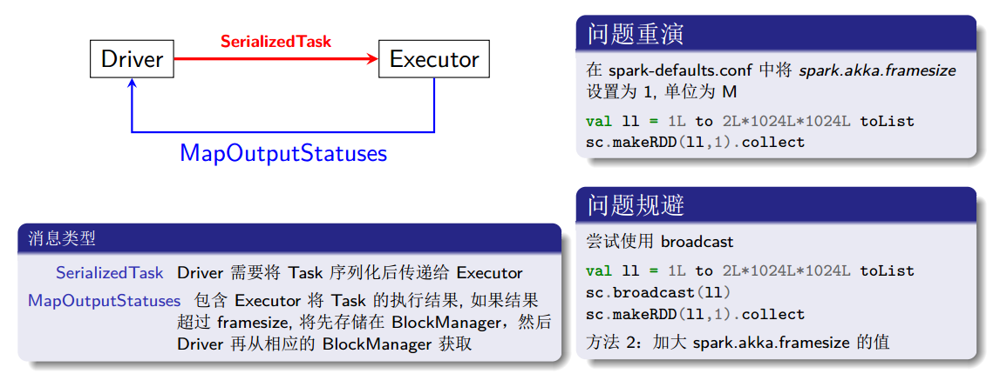 SerializedTask
Driver
Executor
MapOutputStatuses
消息类型
SerializedTask Driver 需要将 Task 序列化后传递给 Executor
MapOutputStatuses 包含 Executor 将 Task 的执行结果, 如果结果
超过 framesize, 将先存储在 BlockManager，然后
Driver 再从相应的 BlockManager 获取
问题重演
在 spark-defaults.conf 中将 spark.akka.framesize
设置为 1, 单位为 M
val ll = 1L to 2L*1024L*1024L toList
sc.makeRDD(ll,1).collect
问题规避
尝试使用 broadcast
val ll = 1L to 2L*1024L*1024L toList
sc.broadcast(ll)
sc.makeRDD(ll,1).collect
方法 2：加大 spark.akka.framesize 的值